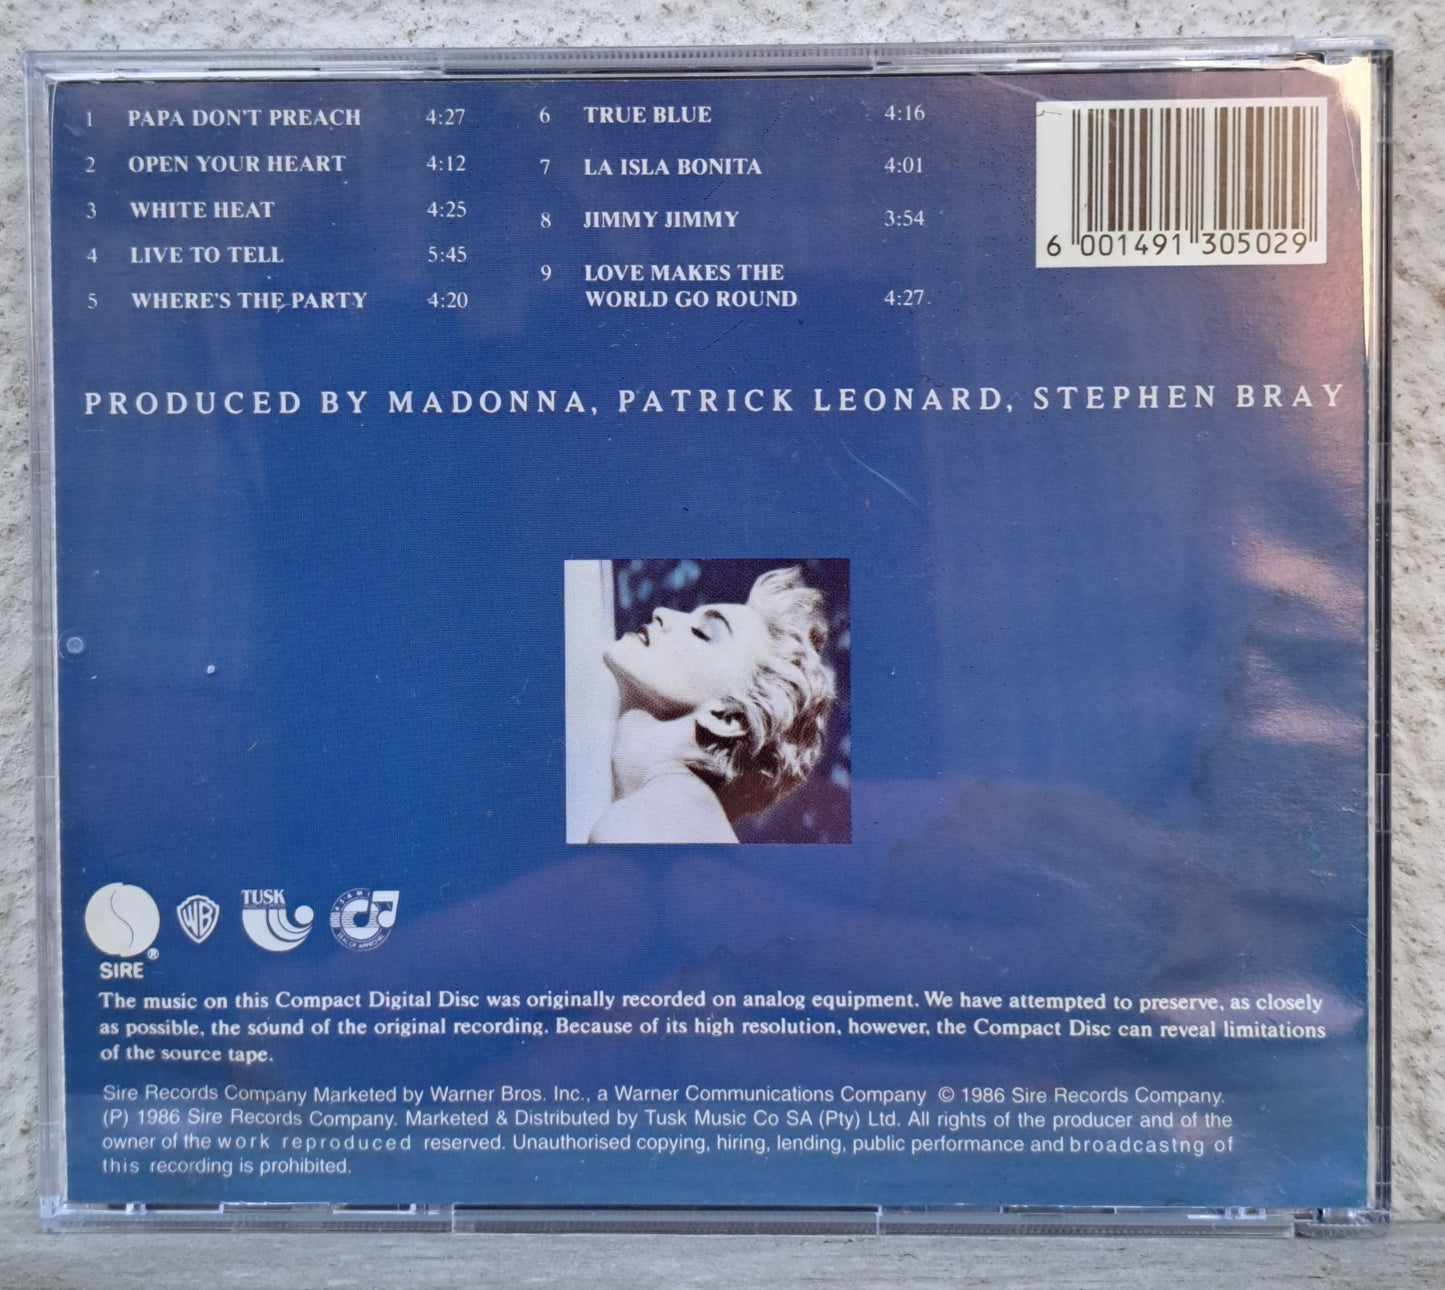 1 PAPA DON'T PREACH 4:27
2 OPEN YOUR HEART 4:12
3 WHITE HEAT 4:25
4 LIVE TO TELL 5:45
5 WHERE'S THE PARTY 4:20
6 TRUE BLUE 4:16
7 LA ISLA BONITA 4:01
8 JIMMY JIMMY 3:54
9 LOVE MAKES THE
WORLD GO ROUND 4:27
6 001491 305029
PRODUCED BY MADONNA, PATRICK LEONARD, STEPHEN BRAY
SIRE ®
WB
TUSK
The music on this Compact Digital Disc was originally recorded on analog equipment. We have attempted to preserve, as closely
as possible, the sound of the original recording. Because of its high resolution, however, the Compact Disc can reveal limitations
of the source tape.
Sire Records Company Marketed by Warner Bros. Inc., a Warner Communications Company © 1986 Sire Records Company.
(P) 1986 Sire Records Company. Marketed & Distributed by Tusk Music Co SA (Pty) Ltd. All rights of the producer and of the
owner of the work reproduced reserved. Unauthorised copying, hiring, lending, public performance and broadcastng of
this recording is prohibited.